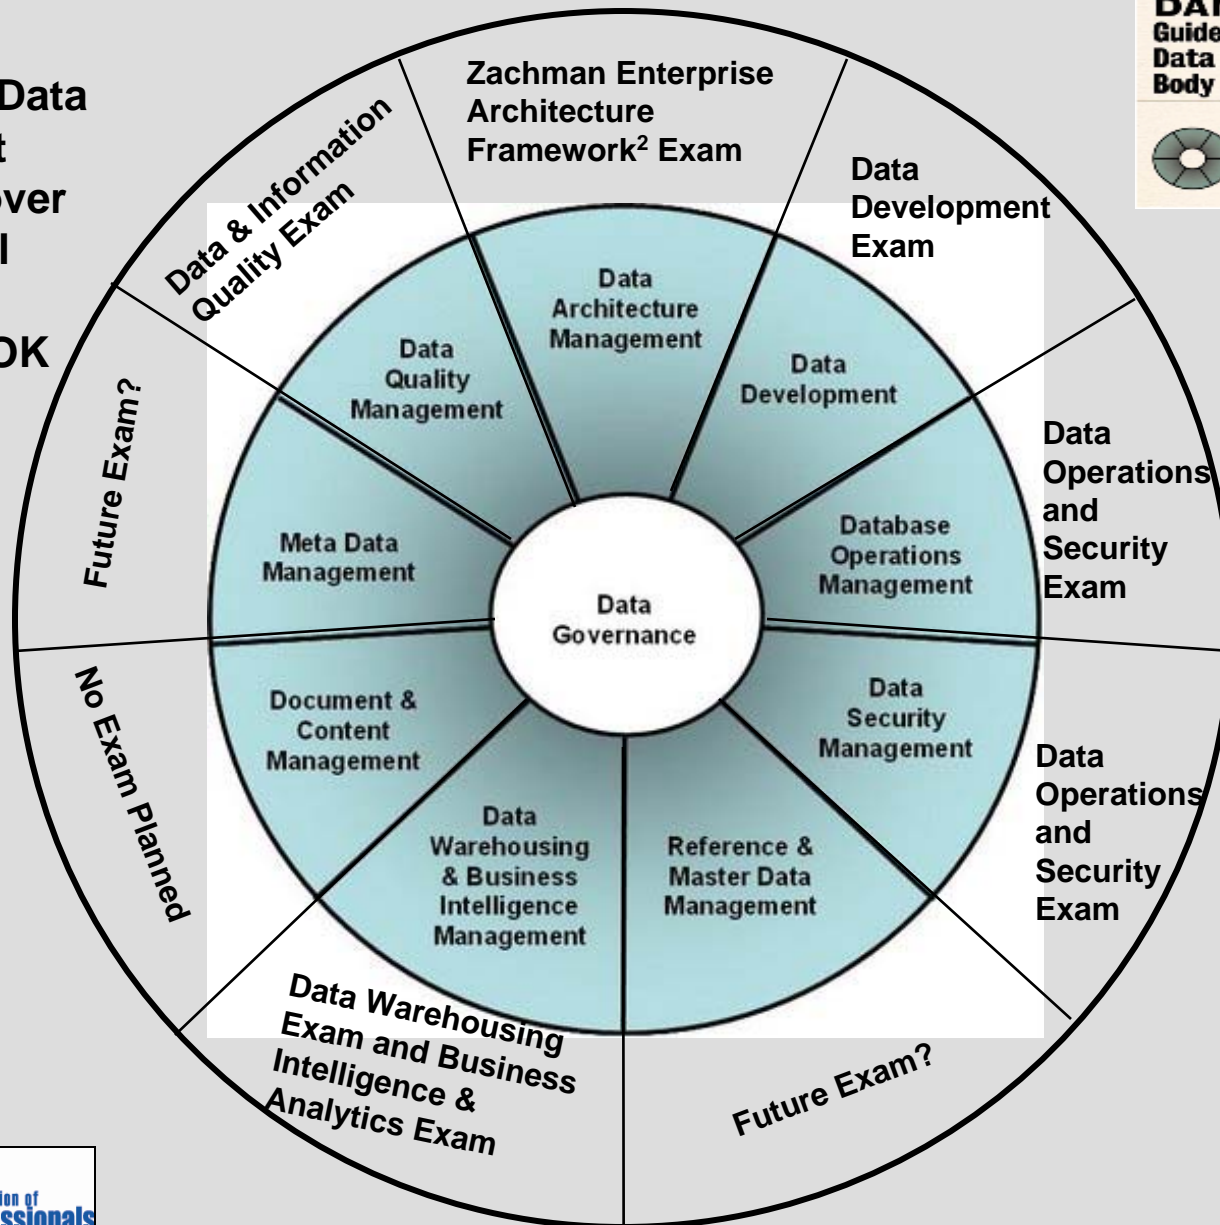 Data
over
OK
Guide
Data
Body
Zachman Enterprise
Architecture
Framework² Exam
Data & Information
Quality Exam
Data
Development
Exam
Data
Architecture
Management
Data
Quality
Management
Data
Development
Future Exam?
Data
Operations
and
Security
Exam
Meta Data
Management
Database
Operations
Management
Data
Governance
Document &
Content
Management
Data
Security
Management
No Exam Planned
Data
Operations
and
Security
Exam
Data
Warehousing
& Business
Intelligence
Management
Reference &
Master Data
Management
Data Warehousing
Exam and Business
Intelligence &
Analytics Exam
Future Exam?
of